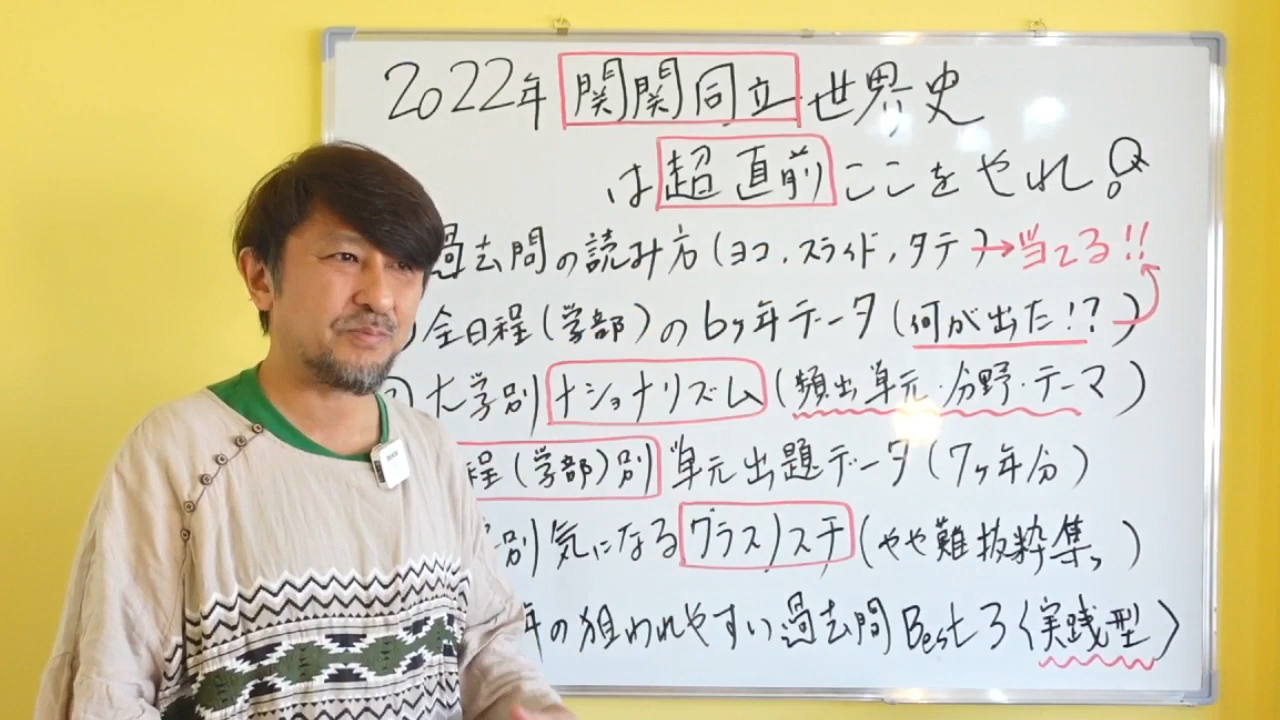 2022年 関関同立 世界史
は 超直前 ここをやれ!
過去問の読み方(ヨコ,スライド,タテ)→当てる!!
全日程(学部)の6ヶ年データ(何が出た!?)
大学別ナショナリズム(頻出単元・分野・テーマ)
程(学部)別 単元出題データ(7ヶ年分)
別 気になるプラスノステ(やや難抜粋集。)
年の狙われやすい過去問Best3(実践型)